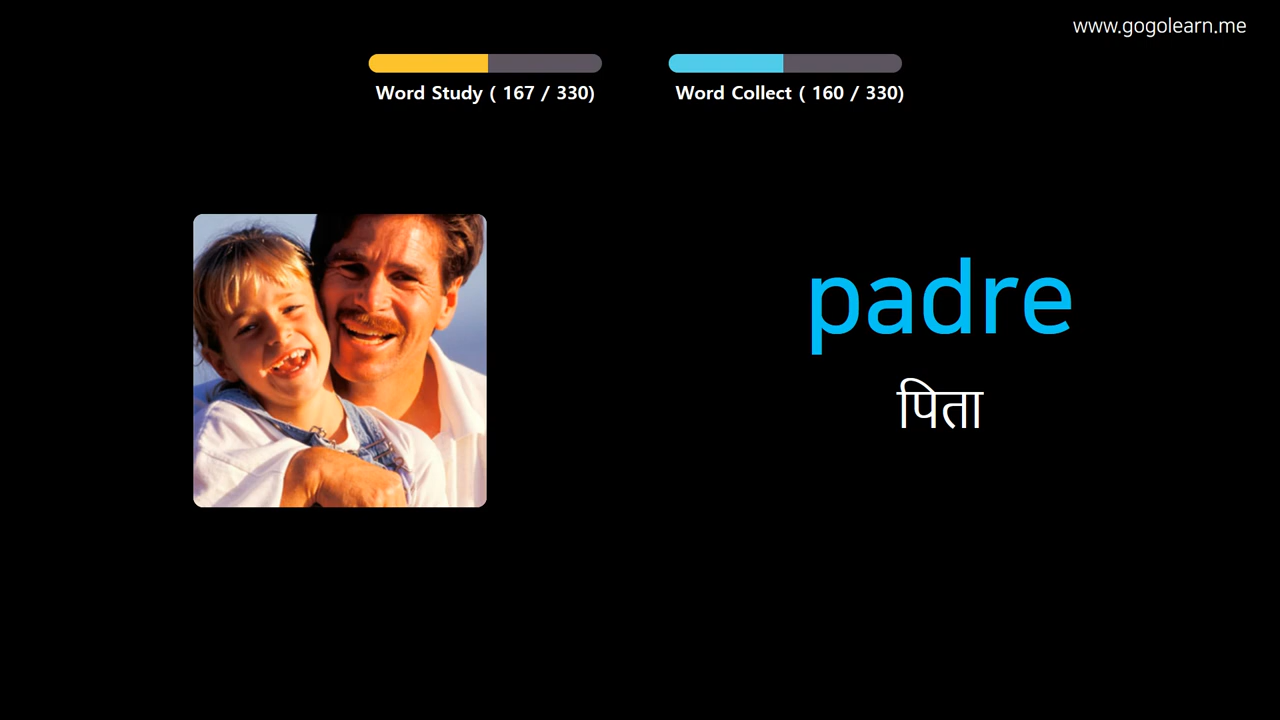 www.gogolearn.me
Word Study ( 167 / 330)
Word Collect ( 160 / 330)
padre
पिता